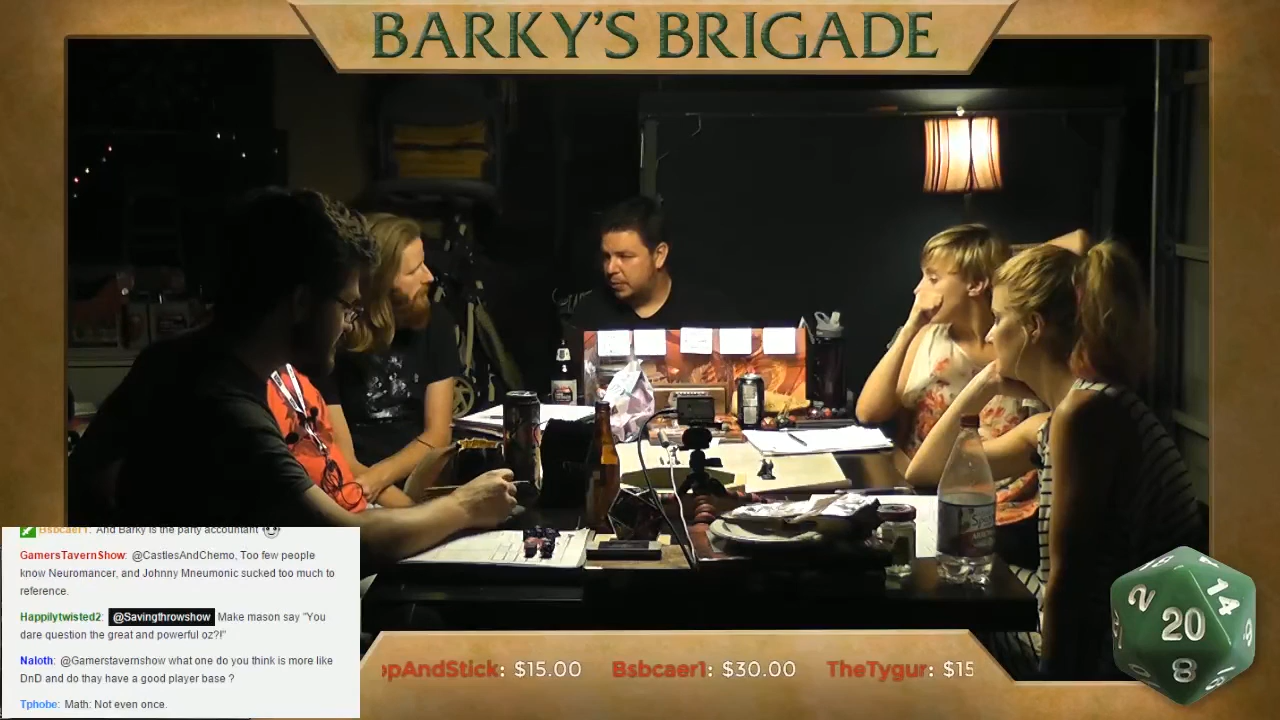 BARKY'S BRIGADE
Bsbcaer1: And Barky is the party accountant
GamersTavernShow: @CastlesAndChemo, Too few people
know Neuromancer, and Johnny Mneumonic sucked too much to
reference.
Happilytwisted2: @Savingthrowshow Make mason say "You
dare question the great and powerful oz?!"
Naloth: @Gamerstavernshow what one do you think is more like
DnD and do thay have a good player base ?
Tphobe: Math: Not even once.
opAndStick: $15.00 Bsbcaer1: $30.00 TheTygur: $15
2
14
20
8